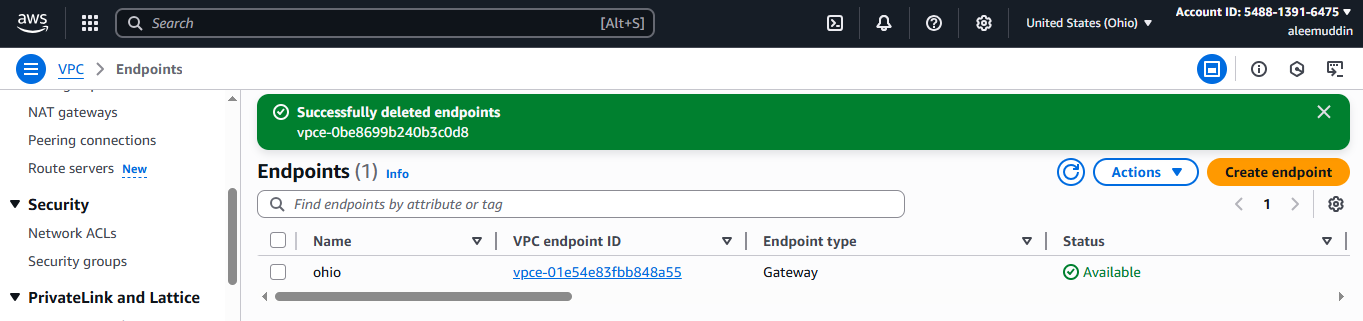 aws
Search [Alt+S]
United States (Ohio)
Account ID: 5488-1391-6475
aleemuddin
VPC
Endpoints
NAT gateways
Peering connections
Route servers New
Security
Network ACLs
Security groups
PrivateLink and Lattice
Successfully deleted endpoints
vpce-0be8699b240b3c0d8
Endpoints (1) Info
Actions
Create endpoint
Find endpoints by attribute or tag
1
Name VPC endpoint ID Endpoint type Status
ohio vpce-01e54e83fbb848a55 Gateway Available